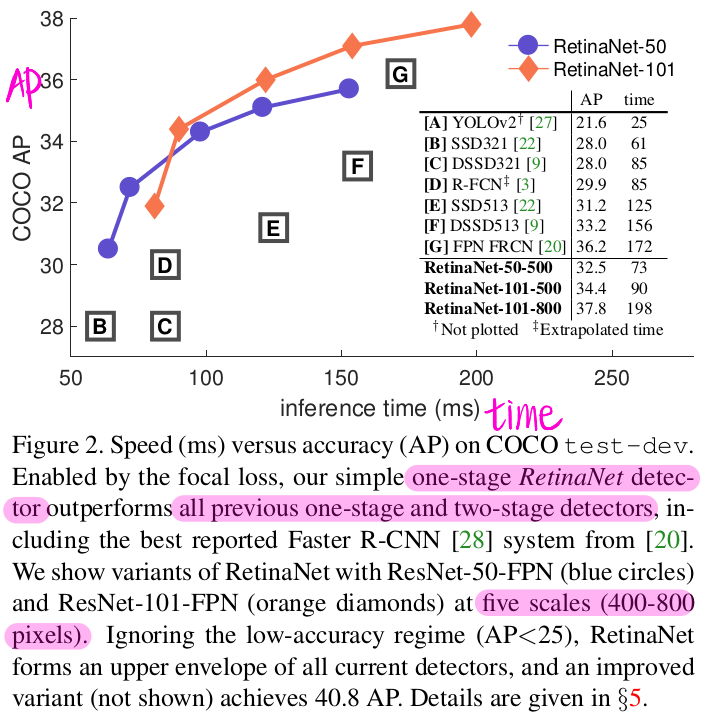 38
36
34
32
30
28
AP
COCO AP
RetinaNet-50
RetinaNet-101
G
F
E
D
B
C
AP time
[A] YOLOv2† [27] 21.6 25
[B] SSD321 [22] 28.0 61
[C] DSSD321 [9] 28.0 85
[D] R-FCN‡ [3] 29.9 85
[E] SSD513 [22] 31.2 125
[F] DSSD513 [9] 33.2 156
[G] FPN FRCN [20] 36.2 172
RetinaNet-50-500 32.5 73
RetinaNet-101-500 34.4 90
RetinaNet-101-800 37.8 198
†Not plotted ‡Extrapolated time
50 100 150 200 250
inference time (ms) time
Figure 2. Speed (ms) versus accuracy (AP) on COCO test-dev.
Enabled by the focal loss, our simple one-stage RetinaNet detec-
tor outperforms all previous one-stage and two-stage detectors, in-
cluding the best reported Faster R-CNN [28] system from [20].
We show variants of RetinaNet with ResNet-50-FPN (blue circles)
and ResNet-101-FPN (orange diamonds) at five scales (400-800
pixels). Ignoring the low-accuracy regime (AP<25), RetinaNet
forms an upper envelope of all current detectors, and an improved
variant (not shown) achieves 40.8 AP. Details are given in §5.